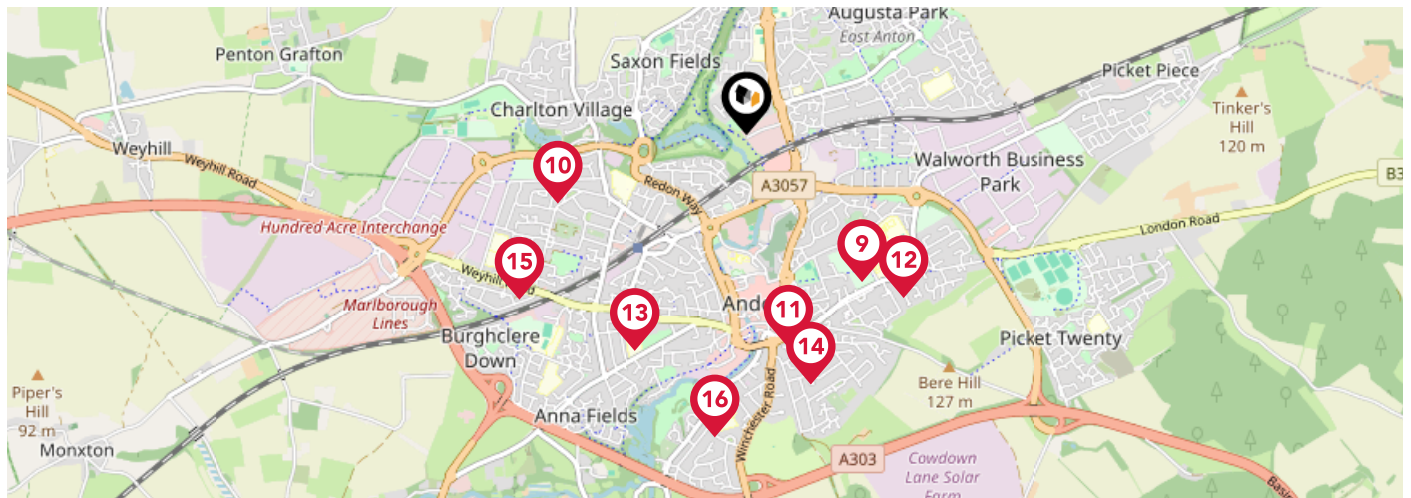 Augusta Park
East Anton
Penton Grafton
Saxon Fields
Picket Piece
Charlton Village
Tinker's
Hill
120 m
Weyhill
Weyhill Road
10
Redon Way
A3057
Walworth Business
Park
B3
London Road
Hundred Acre Interchange
9
12
15
Weyhill
Marlborough
Lines
13
11
14
Burghclere
Down
Picket Twenty
Piper's
Hill
92 m
Bere Hill
127 m
16
Winchester Road
Anna Fields
Monxton
A303
Cowdown
Lane Solar
Farm